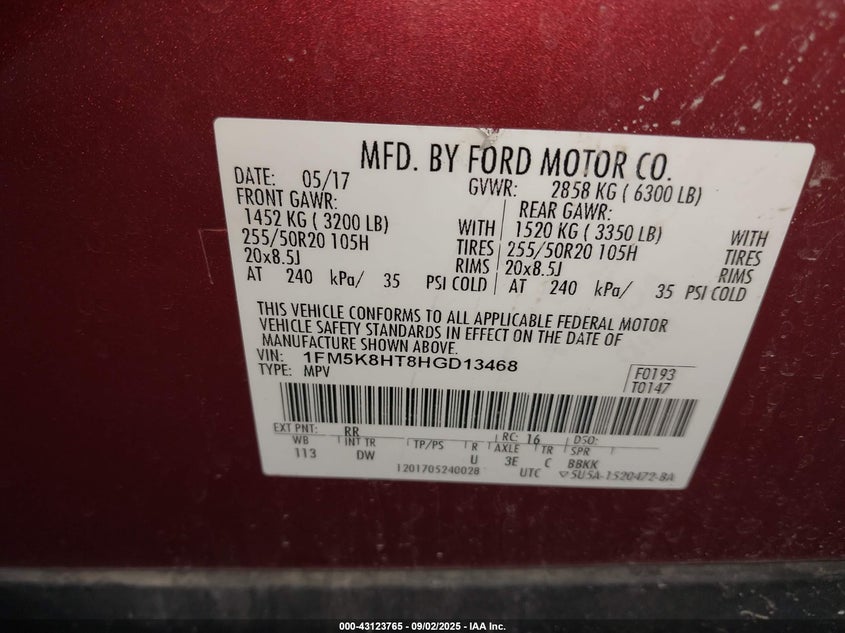 MFD. BY FORD MOTOR CO.
DATE: 05/17 GVWR: 2858 KG ( 6300 LB)
FRONT GAWR: REAR GAWR:
1452 KG ( 3200 LB) WITH 1520 KG ( 3350 LB) WITH
255/50R20 105H TIRES 255/50R20 105H TIRES
20x8.5J RIMS 20x8.5J RIMS
AT 240 kPa/ 35 PSI COLD AT 240 kPa/ 35 PSI COLD
THIS VEHICLE CONFORMS TO ALL APPLICABLE FEDERAL MOTOR
VEHICLE SAFETY STANDARDS IN EFFECT ON THE DATE OF
MANUFACTURE SHOWN ABOVE.
VIN: 1FM5K8HT8HGD13468
TYPE: MPV
F0193
T0147
EXT PNT: RR RC: 16 DSO:
WB INT TR TP/PS R AXLE TR SPR
113 DW U 3E C BBKK
1201705240028 UTC ▽5U5A-1520472-BA
000-43123765 - 09/02/2025 - IAA Inc.